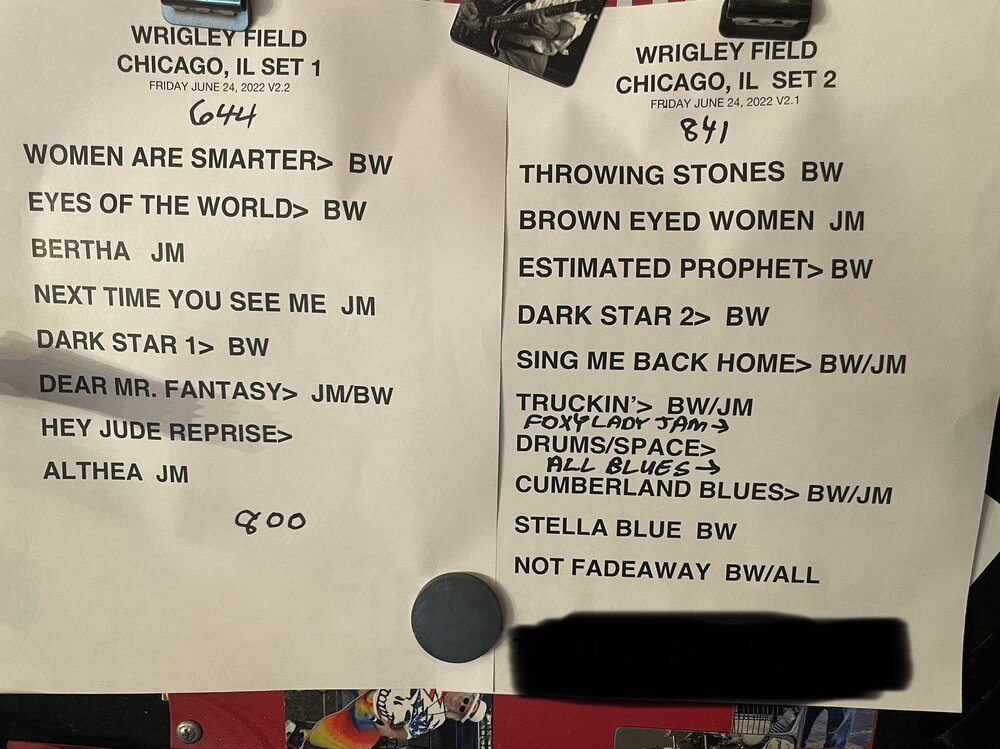 WRIGLEY FIELD
CHICAGO, IL SET 1
FRIDAY JUNE 24, 2022 V2.2
644
WOMEN ARE SMARTER> BW
EYES OF THE WORLD> BW
BERTHA JM
NEXT TIME YOU SEE ME JM
DARK STAR 1> BW
DEAR MR. FANTASY> JM/BW
HEY JUDE REPRISE>
ALTHEA JM
800
WRIGLEY FIELD
CHICAGO, IL SET 2
FRIDAY JUNE 24, 2022 V2.1
841
THROWING STONES BW
BROWN EYED WOMEN JM
ESTIMATED PROPHET> BW
DARK STAR 2> BW
SING ME BACK HOME> BW/JM
TRUCKIN'> BW/JM
FOXY LADY JAM→
DRUMS/SPACE>
ALL BLUES→
CUMBERLAND BLUES> BW/JM
STELLA BLUE BW
NOT FADEAWAY BW/ALL